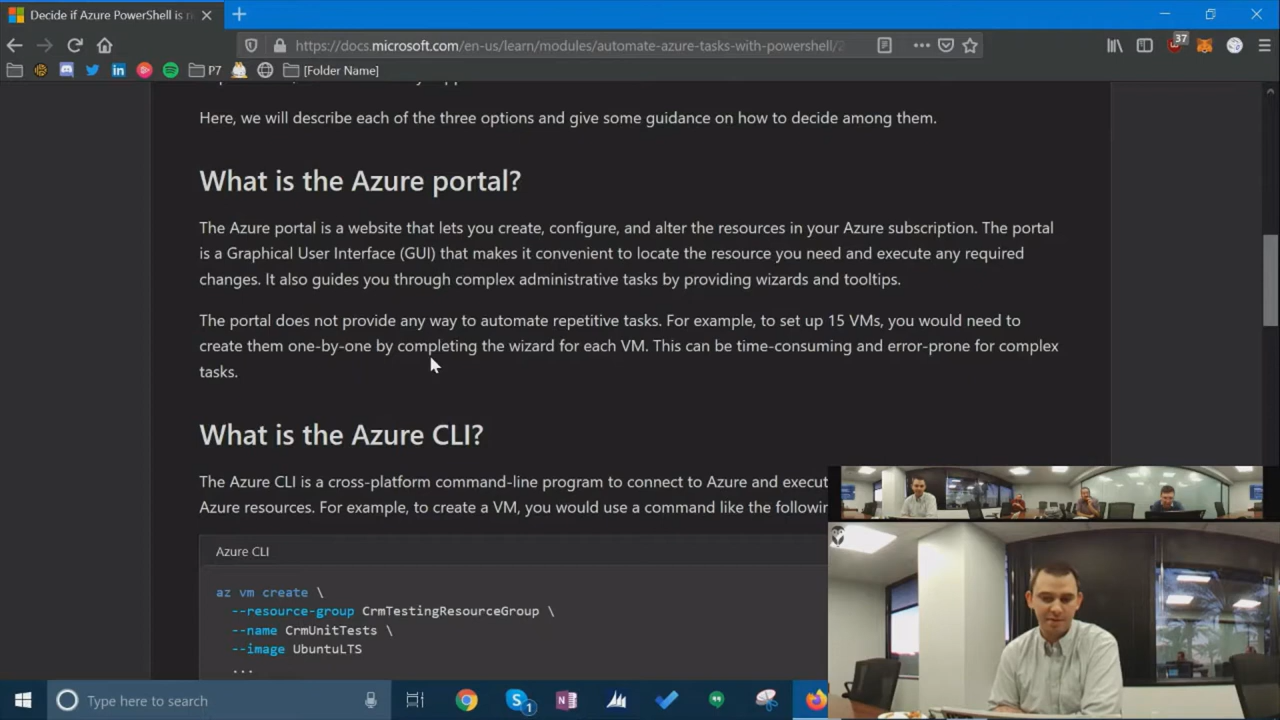 Decide if Azure PowerShell is
https://docs.microsoft.com/en-us/learn/modules/automate-azure-tasks-with-powershell/
37
P7
[Folder Name]
Here, we will describe each of the three options and give some guidance on how to decide among them.
What is the Azure portal?
The Azure portal is a website that lets you create, configure, and alter the resources in your Azure subscription. The portal
is a Graphical User Interface (GUI) that makes it convenient to locate the resource you need and execute any required
changes. It also guides you through complex administrative tasks by providing wizards and tooltips.
The portal does not provide any way to automate repetitive tasks. For example, to set up 15 VMs, you would need to
create them one-by-one by completing the wizard for each VM. This can be time-consuming and error-prone for complex
tasks.
What is the Azure CLI?
The Azure CLI is a cross-platform command-line program to connect to Azure and execut
Azure resources. For example, to create a VM, you would use a command like the followin
Azure CLI
az vm create \
--resource-group CrmTestingResourceGroup \
--name CrmUnitTests \
--image UbuntuLTS
...
Type here to search
1